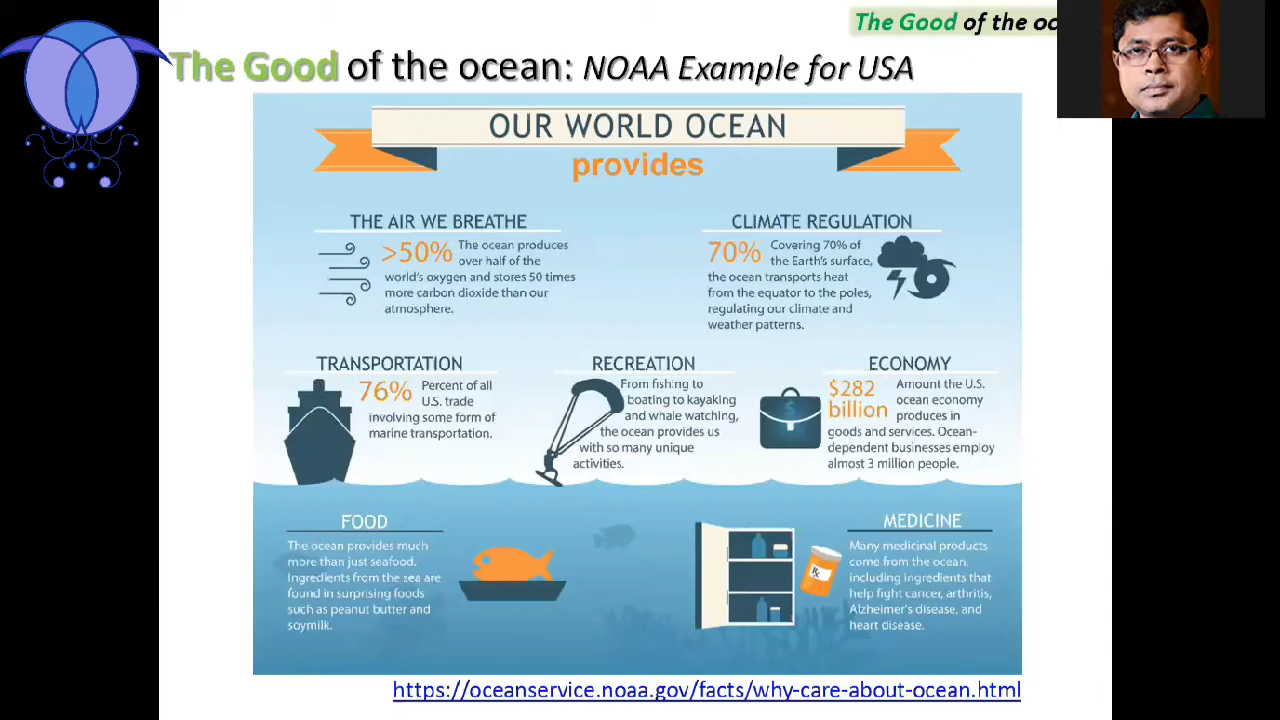 The Good of the oc
The Good of the ocean: NOAA Example for USA
OUR WORLD OCEAN
provides
THE AIR WE BREATHE
>50% The ocean produces
over half of the
world's oxygen and stores 50 times
more carbon dioxide than our
atmosphere.
CLIMATE REGULATION
70% Covering 70% of
the Earth's surface,
the ocean transports heat
from the equator to the poles,
regulating our climate and
weather patterns.
TRANSPORTATION
76% Percent of all
U.S. trade
involving some form of
marine transportation.
RECREATION
From fishing to
boating to kayaking
and whale watching,
the ocean provides us
with so many unique
activities.
ECONOMY
$282
billion
Amount the U.S.
ocean economy
produces in
goods and services. Ocean-
dependent businesses employ
almost 3 million people.
FOOD
The ocean provides much
more than just seafood.
Ingredients from the sea are
found in surprising foods
such as peanut butter and
soymilk.
Rx
MEDICINE
Many medicinal products
come from the ocean,
including ingredients that
help fight cancer, arthritis,
Alzheimer's disease, and
heart disease.
https://oceanservice.noaa.gov/facts/why-care-about-ocean.html